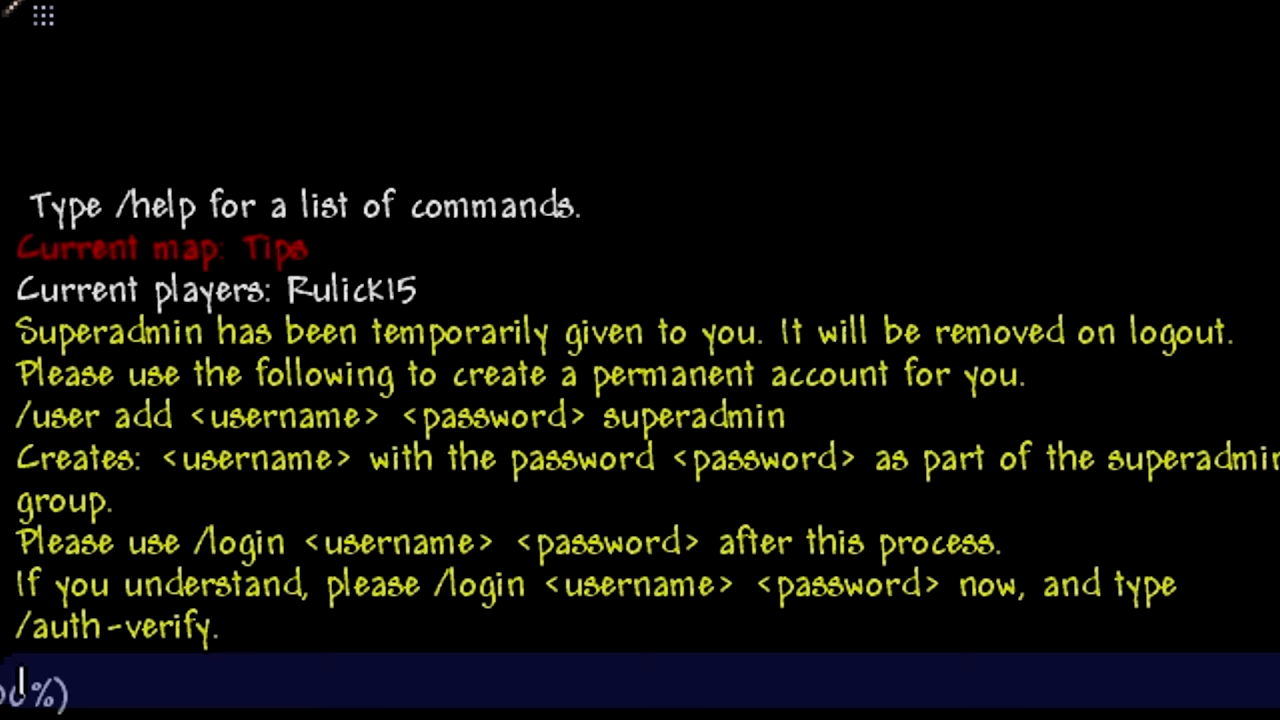 Type /help for a list of commands.
Current map: Tips
Current players: Rulick15
Superadmin has been temporarily given to you. It will be removed on logout.
Please use the following to create a permanent account for you.
/user add <username> <password> superadmin
Creates: <username> with the password <password> as part of the superadmin
group.
Please use /login <username> <password> after this process.
If you understand, please /login <username> <password> now, and type
/auth-verify.
%)